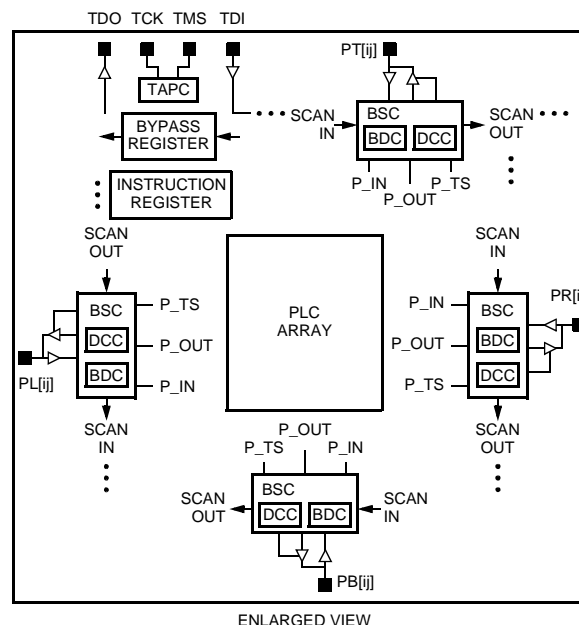 TDO TCK TMS TDI
PT[ij]
TAPC
SCAN
IN
BSC
BDC DCC
SCAN
OUT
BYPASS
REGISTER
P_IN
P_OUT
P_TS
INSTRUCTION
REGISTER
SCAN
OUT
BSC
DCC
BDC
P_TS
P_OUT
P_IN
PL[ij]
SCAN
IN
PLC
ARRAY
SCAN
IN
P_IN
P_OUT
P_TS
BSC
BDC
DCC
PR[i
SCAN
OUT
P_OUT
P_TS
P_IN
SCAN
OUT
BSC
DCC BDC
SCAN
IN
PB[ij]
ENLARGED VIEW